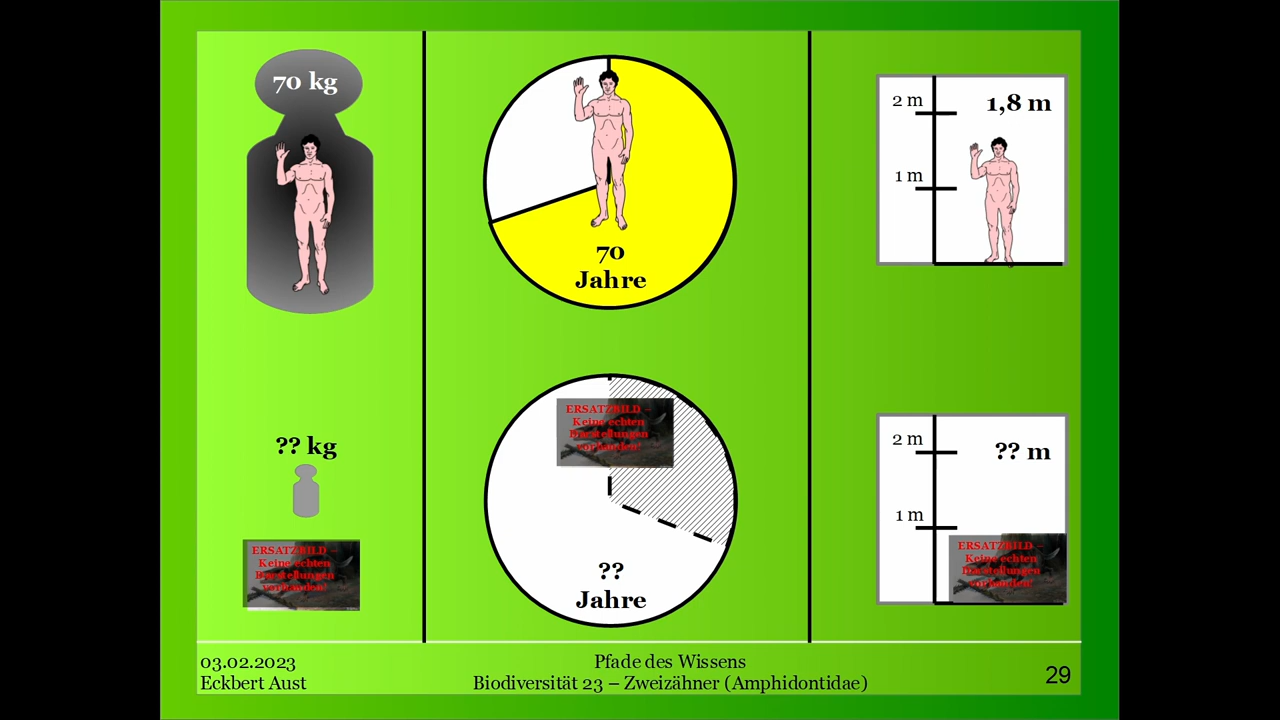 70 kg
70
Jahre
2 m
1,8 m
1 m
?? kg
ERSATZBILD –
Keine echten
Darstellungen
vorhanden!
ERSATZBILD –
Keine echten
Darstellungen
vorhanden!
??
Jahre
2 m
?? m
1 m
ERSATZBILD –
Keine echten
Darstellungen
vorhanden!
03.02.2023
Eckbert Aust
Pfade des Wissens
Biodiversität 23 – Zweizähner (Amphidontidae)
29